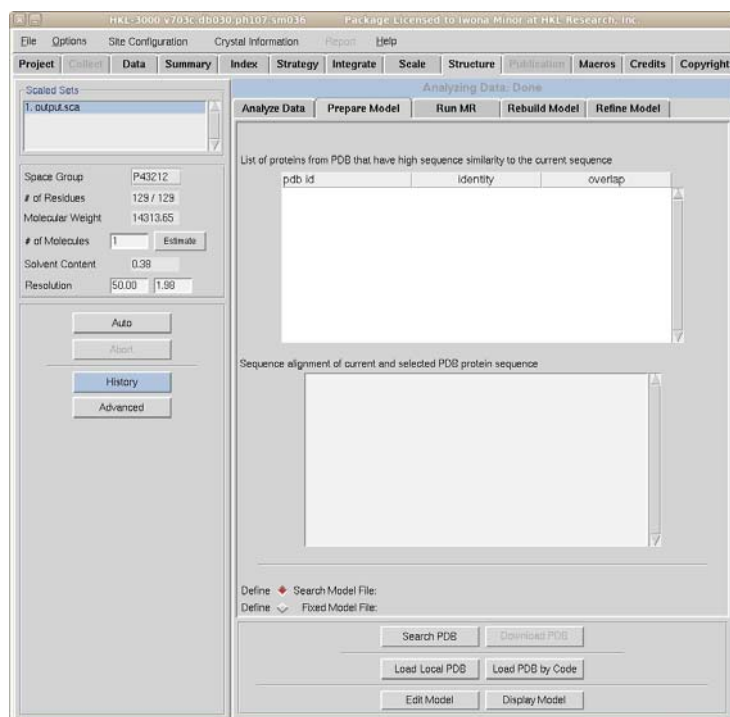 HKL-3000 v703c.db030.ph107.sm036 Package Licensed to Iwona Minor at HKL Research, Inc.
File Options Site Configuration Crystal Information Report Help
Project Collect Data Summary Index Strategy Integrate Scale Structure Publication Macros Credits Copyright
Scaled Sets
1. output.sca
Analyzing Data: Done
Analyze Data Prepare Model Run MR Rebuild Model Refine Model
List of proteins from PDB that have high sequence similarity to the current sequence
pdb id identity overlap
Space Group P43212
# of Residues 129 / 129
Molecular Weight 14313.65
# of Molecules 1 Estimate
Solvent Content 0.38
Resolution 50.00 1.98
Auto
Abort
History
Advanced
Sequence alignment of current and selected PDB protein sequence
Define Search Model File:
Define Fixed Model File:
Search PDB Download PDB
Load Local PDB Load PDB by Code
Edit Model Display Model